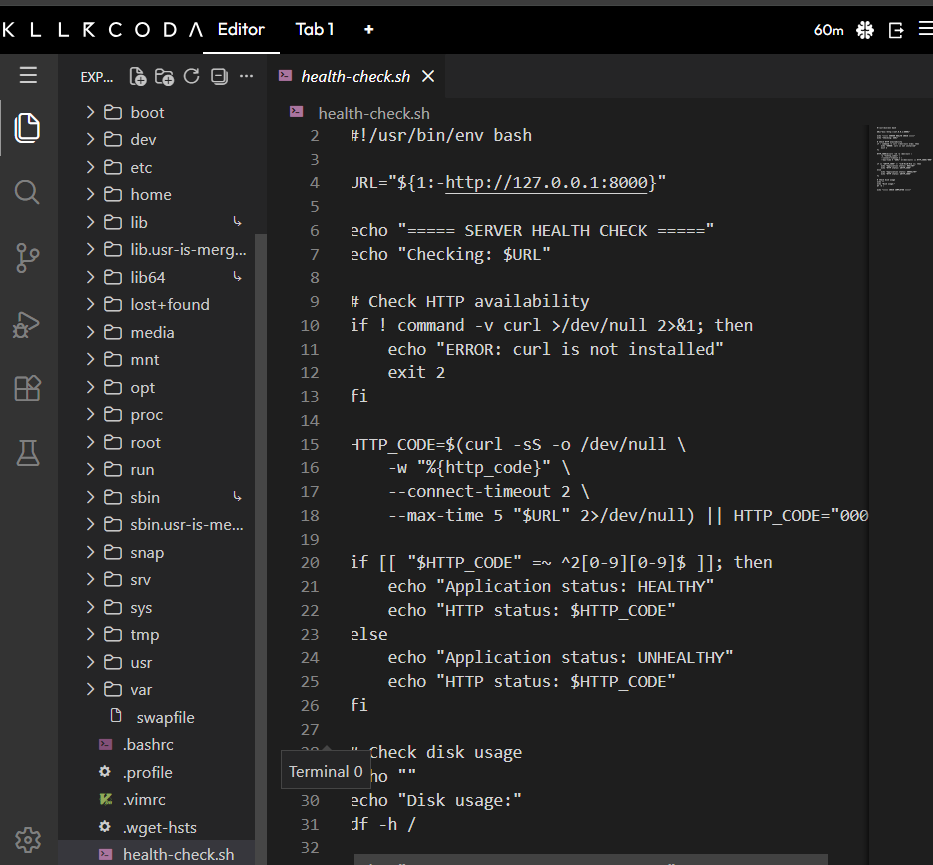 KILLERCODA Editor Tab 1 + 60m
EXP... health-check.sh
health-check.sh
boot
dev
etc
home
lib
lib.usr-is-merg...
lib64
lost+found
media
mnt
opt
proc
root
run
sbin
sbin.usr-is-me...
snap
srv
sys
tmp
usr
var
swapfile
.bashrc
.profile
.vimrc
.wget-hsts
health-check.sh
2 #!/usr/bin/env bash
3
4 URL="${1:-http://127.0.0.1:8000}"
5
6 echo "===== SERVER HEALTH CHECK ====="
7 echo "Checking: $URL"
8
9 # Check HTTP availability
10 if ! command -v curl >/dev/null 2>&1; then
11 echo "ERROR: curl is not installed"
12 exit 2
13 fi
14
15 HTTP_CODE=$(curl -sS -o /dev/null \
16 -w "%{http_code}" \
17 --connect-timeout 2 \
18 --max-time 5 "$URL" 2>/dev/null) || HTTP_CODE="000
19
20 if [[ "$HTTP_CODE" =~ ^2[0-9][0-9]$ ]]; then
21 echo "Application status: HEALTHY"
22 echo "HTTP status: $HTTP_CODE"
23 else
24 echo "Application status: UNHEALTHY"
25 echo "HTTP status: $HTTP_CODE"
26 fi
27
28 # Check disk usage
Terminal 0
ho ""
30 echo "Disk usage:"
31 df -h /
32